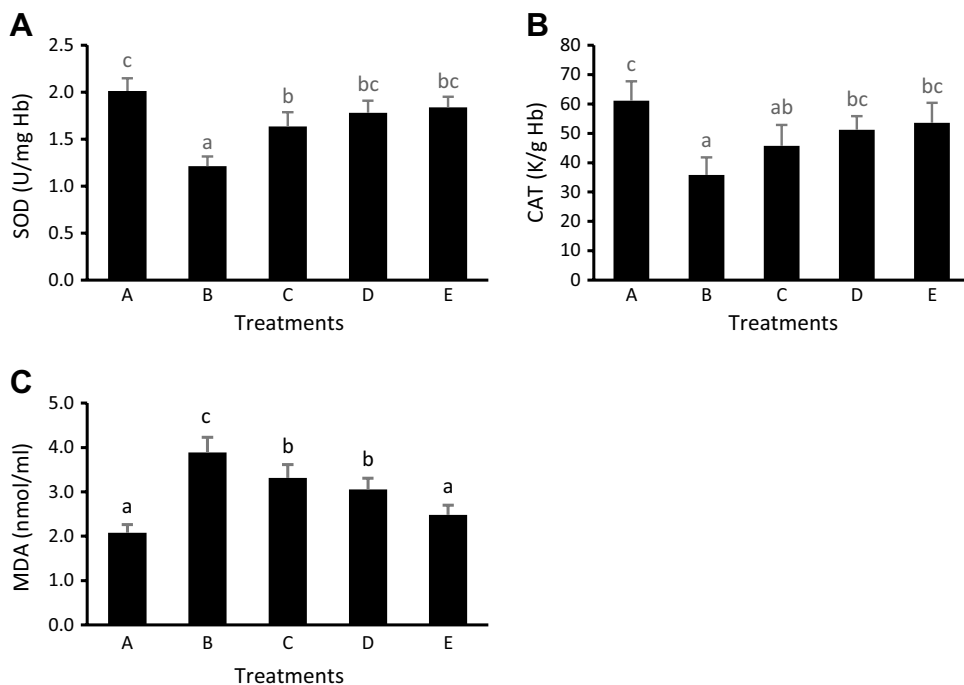 A
SOD (U/mg Hb)
2.5
2.0
1.5
1.0
0.5
0.0
c
a
b
bc
bc
A B C D E
Treatments
B
CAT (K/g Hb)
80
70
60
50
40
30
20
10
0
c
a
ab
bc
bc
A B C D E
Treatments
C
MDA (nmol/ml)
5.0
4.0
3.0
2.0
1.0
0.0
a
c
b
b
a
A B C D E
Treatments